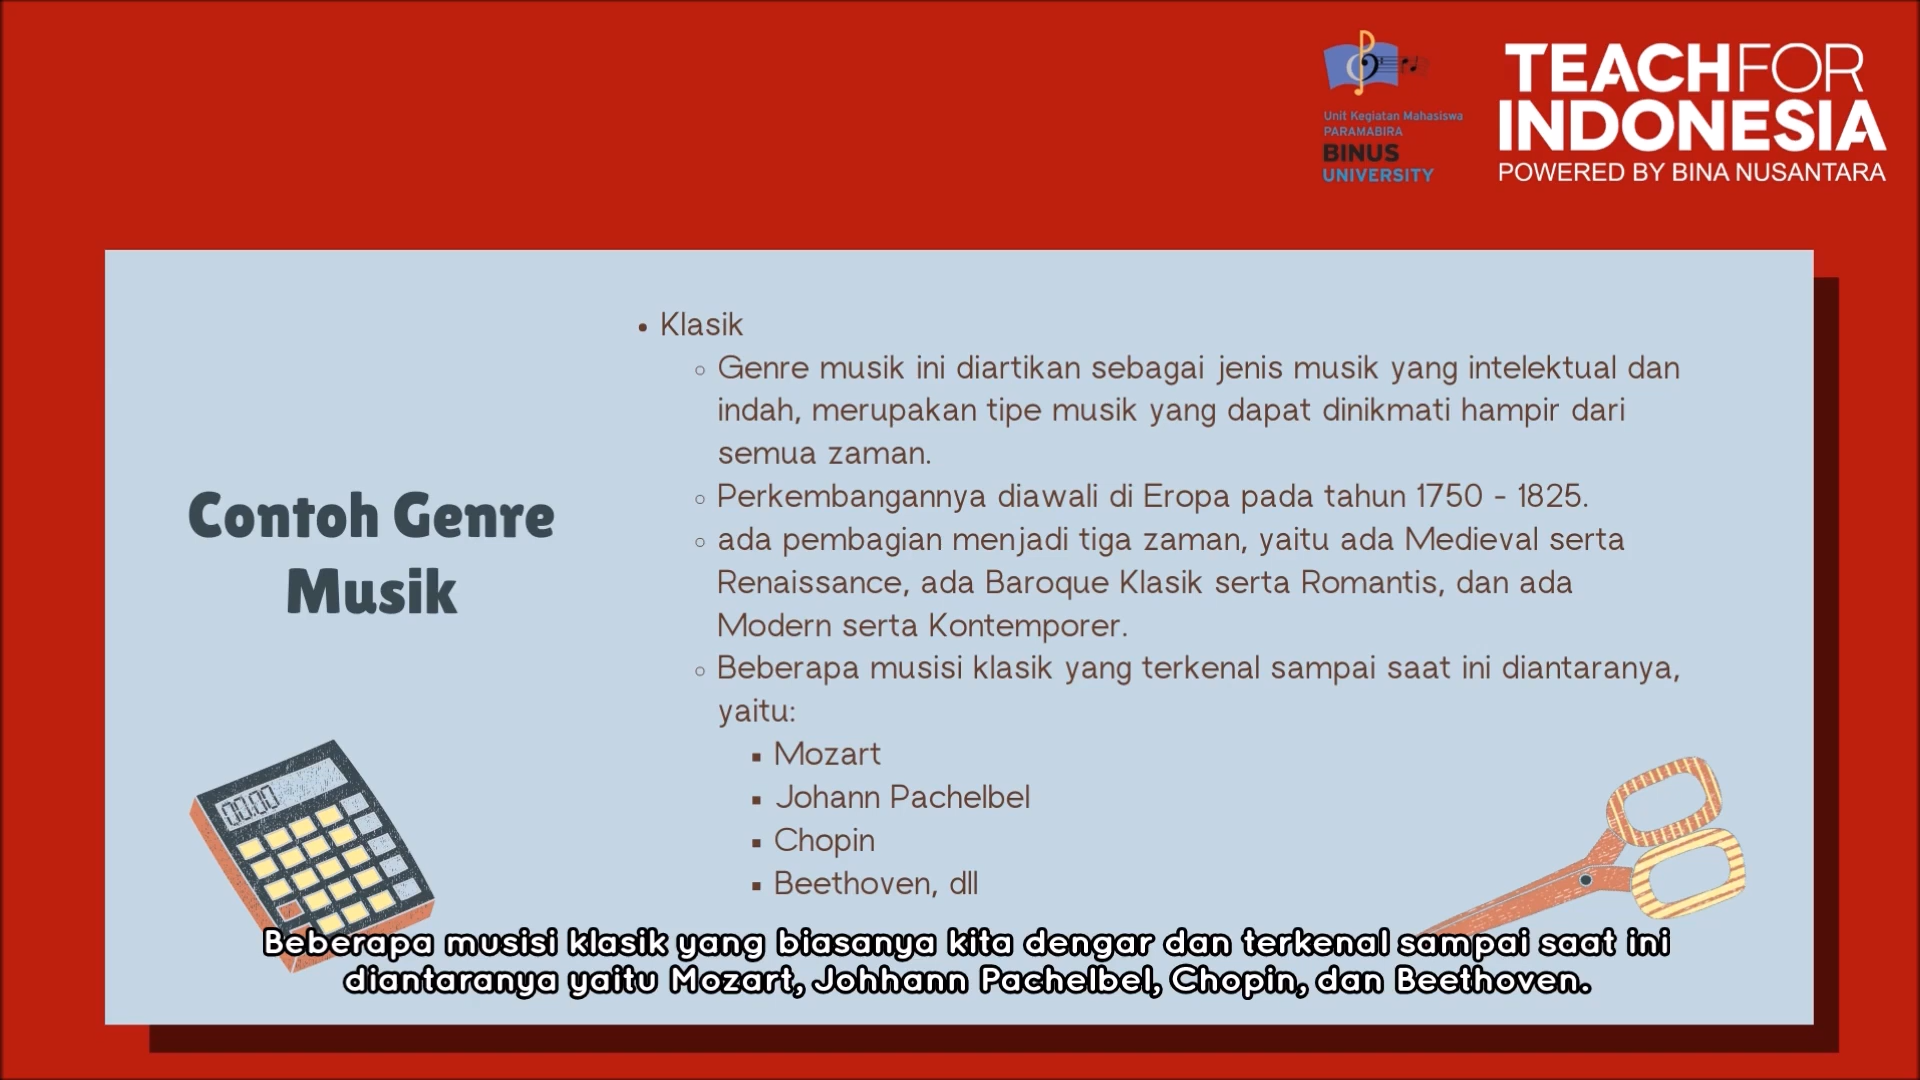 Unit Kegiatan Mahasiswa
PARAMABIRA
BINUS
UNIVERSITY
TEACHFOR
INDONESIA
POWERED BY BINA NUSANTARA
Contoh Genre
Musik
• Klasik
◦ Genre musik ini diartikan sebagai jenis musik yang intelektual dan
indah, merupakan tipe musik yang dapat dinikmati hampir dari
semua zaman.
◦ Perkembangannya diawali di Eropa pada tahun 1750 - 1825.
◦ ada pembagian menjadi tiga zaman, yaitu ada Medieval serta
Renaissance, ada Baroque Klasik serta Romantis, dan ada
Modern serta Kontemporer.
◦ Beberapa musisi klasik yang terkenal sampai saat ini diantaranya,
yaitu:
▪ Mozart
▪ Johann Pachelbel
▪ Chopin
▪ Beethoven, dll
00.00
Beberapa musisi klasik yang biasanya kita dengar dan terkenal sampai saat ini
diantaranya yaitu Mozart, Johhann Pachelbel, Chopin, dan Beethoven.